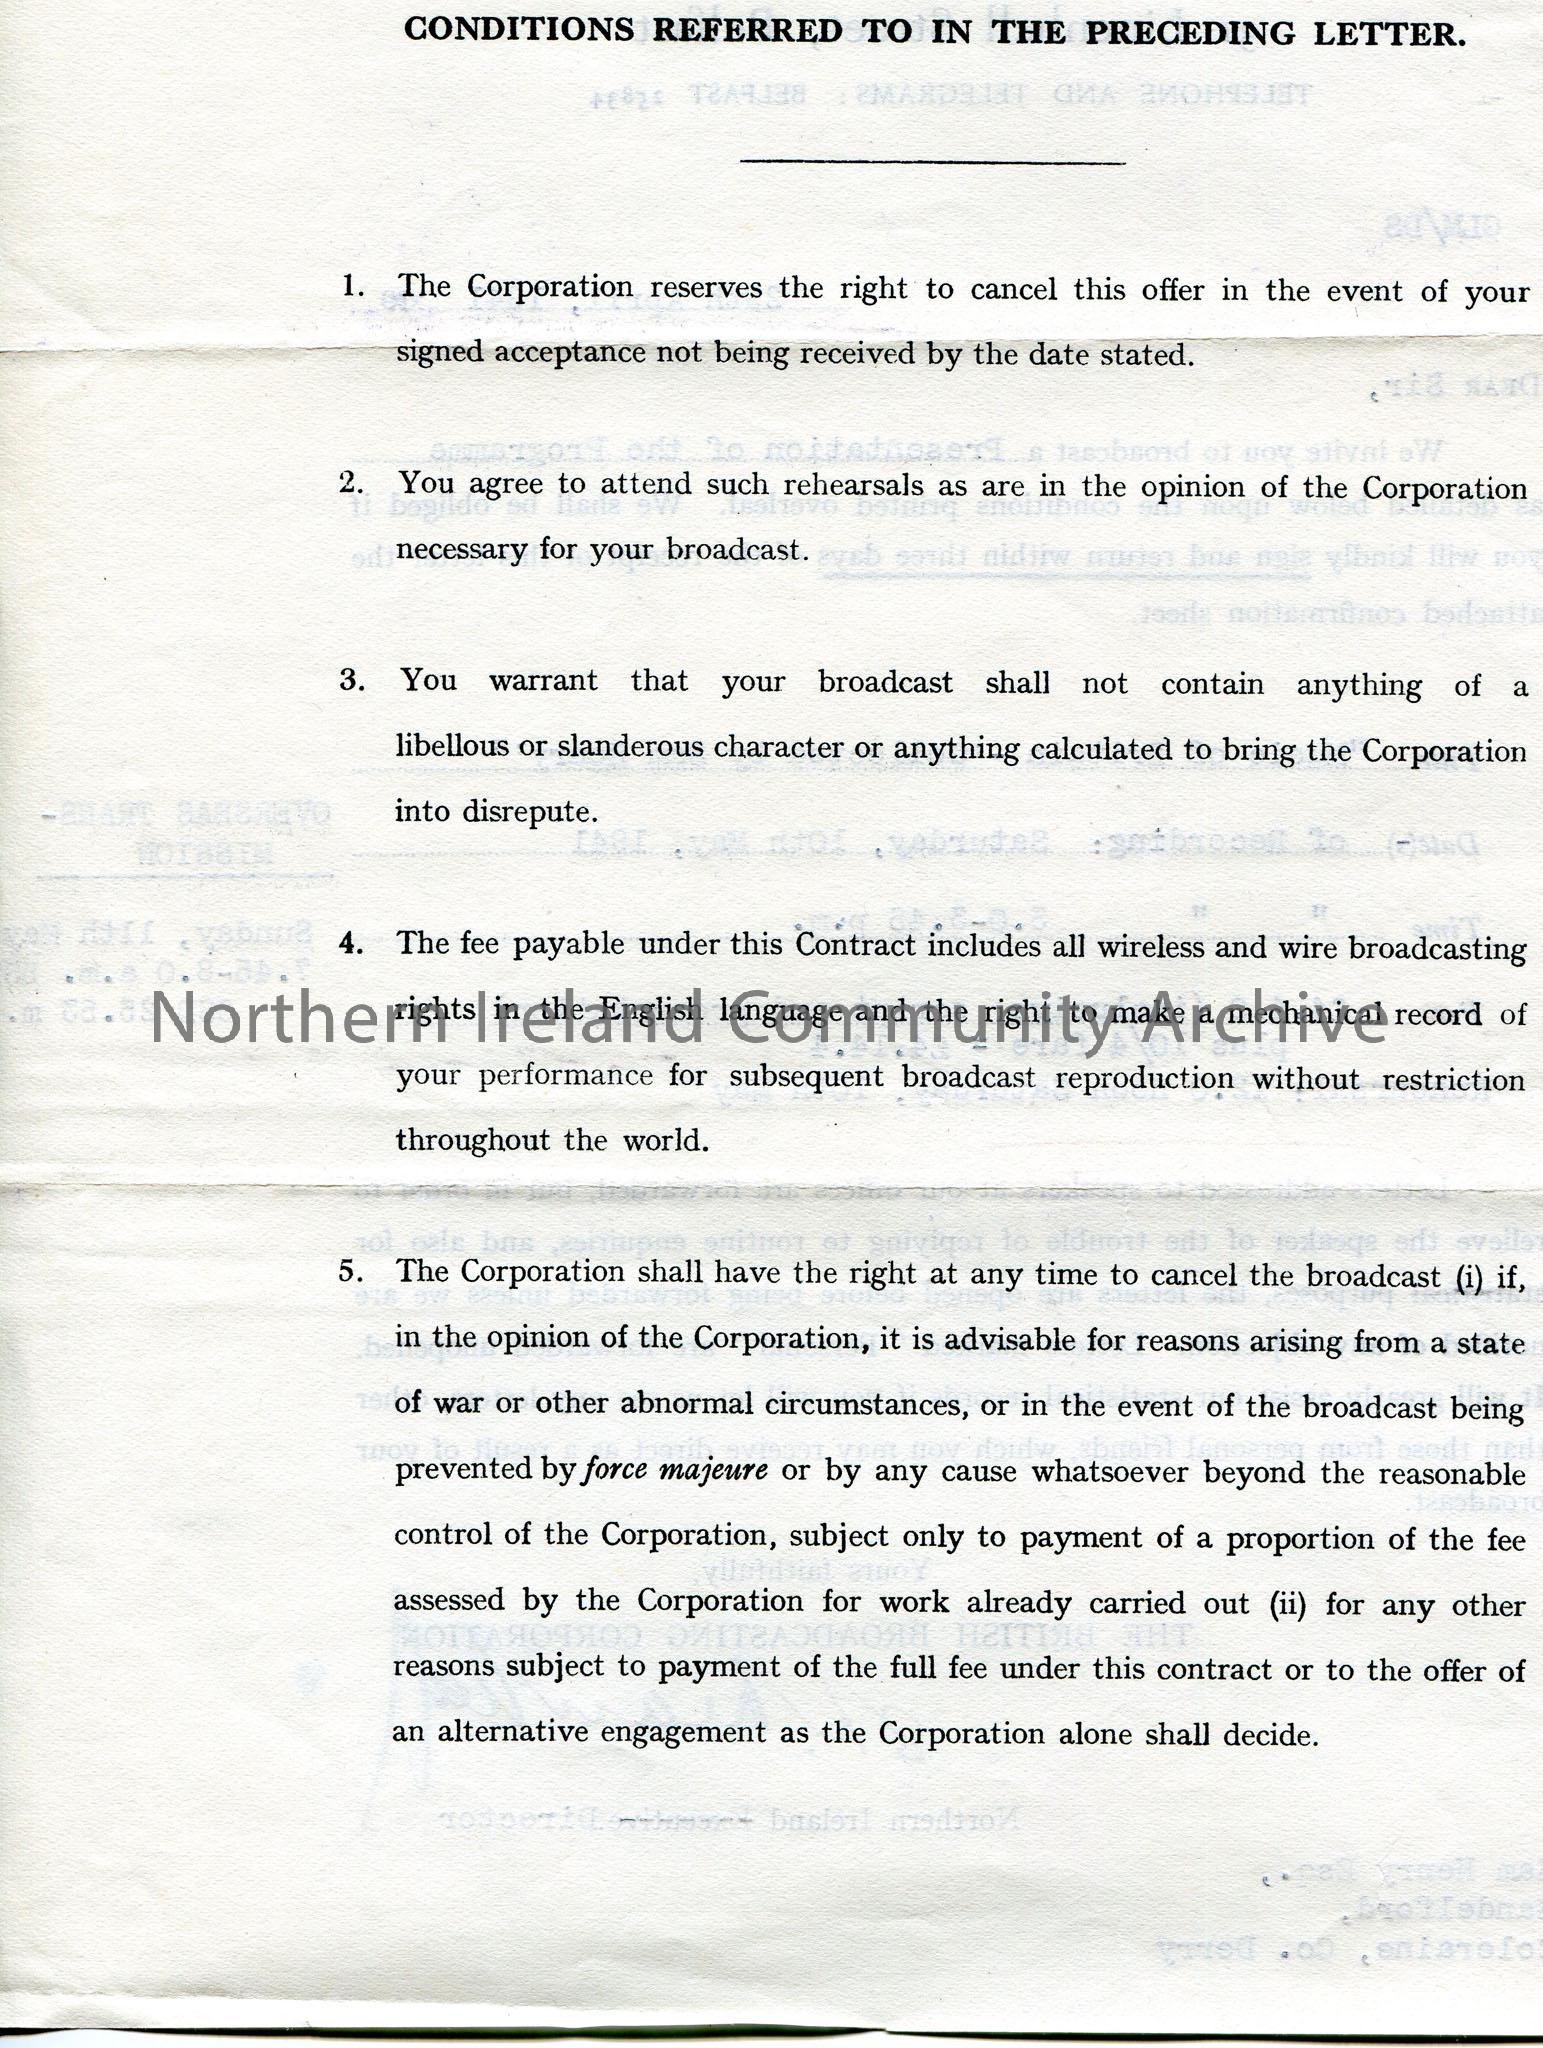 CONDITIONS REFERRED TO IN THE PRECEDING LETTER.
1. The Corporation reserves the right to cancel this offer in the event of your
signed acceptance not being received by the date stated.
2. You agree to attend such rehearsals as are in the opinion of the Corporation
necessary for your broadcast.
3. You warrant that your broadcast shall not contain anything of a
libellous or slanderous character or anything calculated to bring the Corporation
into disrepute.
4. The fee payable under this Contract includes all wireless and wire broadcasting
rights in the English language and the right to make a mechanical record of
Northern Ireland Community Archive
your performance for subsequent broadcast reproduction without restriction
throughout the world.
5. The Corporation shall have the right at any time to cancel the broadcast (i) if,
in the opinion of the Corporation, it is advisable for reasons arising from a state
of war or other abnormal circumstances, or in the event of the broadcast being
prevented by force majeure or by any cause whatsoever beyond the reasonable
control of the Corporation, subject only to payment of a proportion of the fee
assessed by the Corporation for work already carried out (ii) for any other
reasons subject to payment of the full fee under this contract or to the offer of
an alternative engagement as the Corporation alone shall decide.